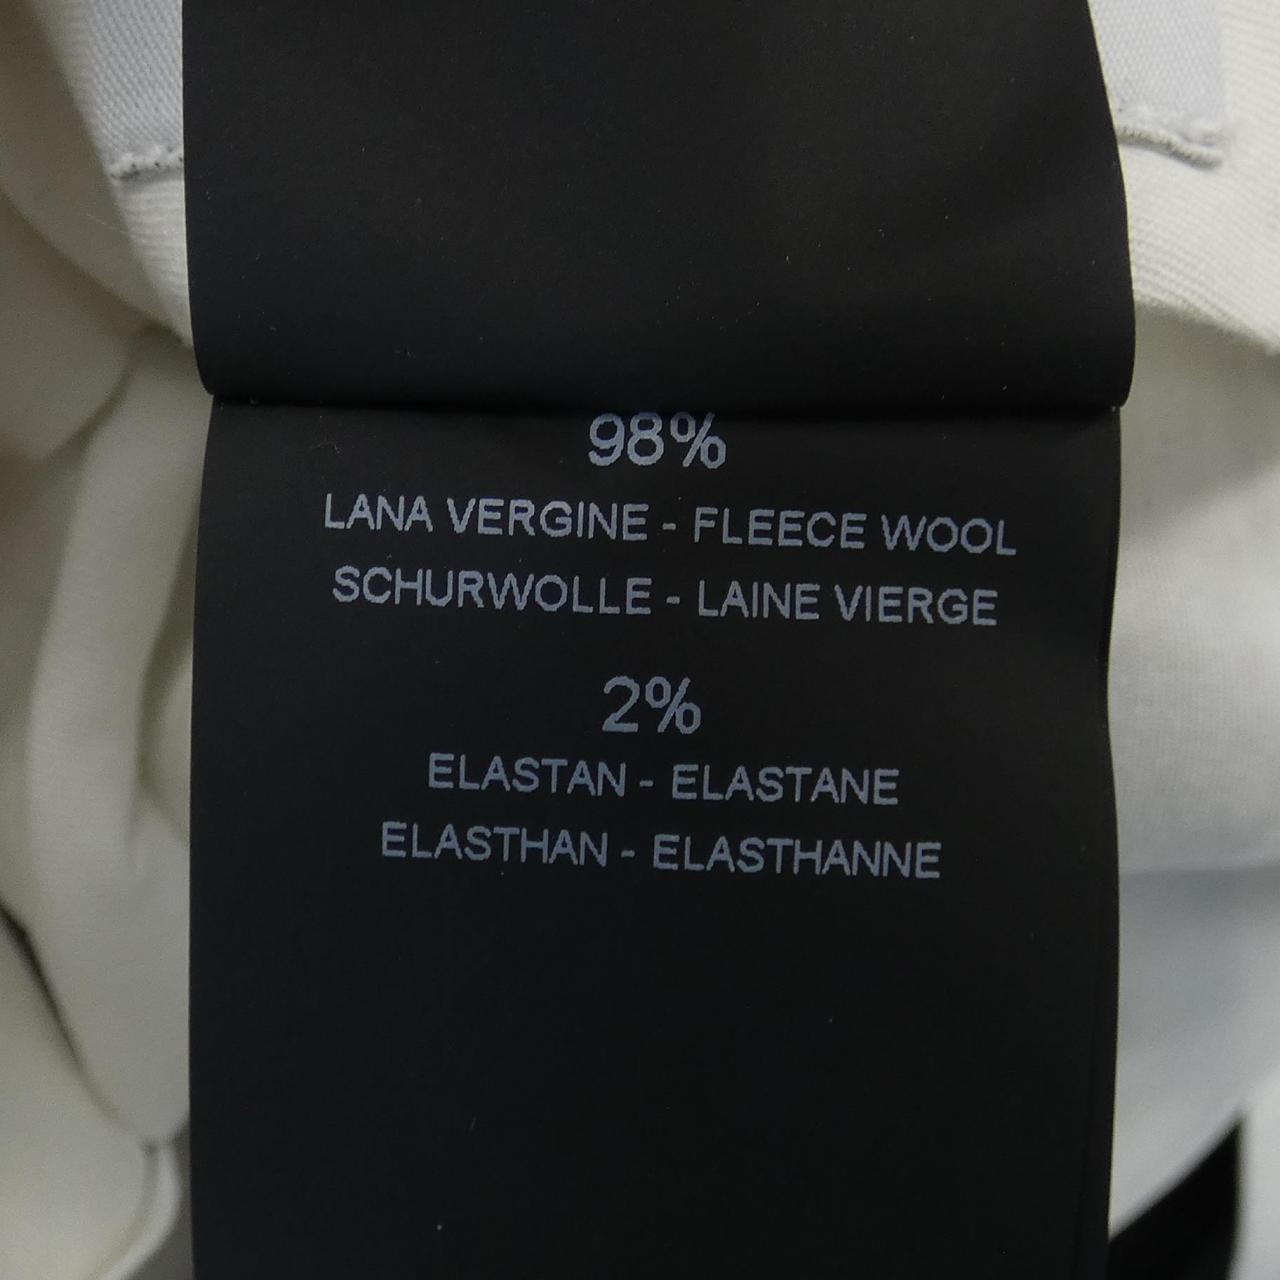 98%
LANA VERGINE - FLEECE WOOL
SCHURWOLLE - LAINE VIERGE
2%
ELASTAN - ELASTANE
ELASTHAN - ELASTHANNE